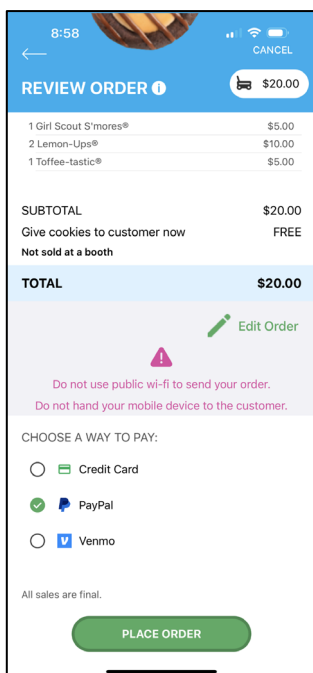 8:58
CANCEL
REVIEW ORDER
$20.00
1 Girl Scout S'mores® $5.00
2 Lemon-Ups® $10.00
1 Toffee-tastic® $5.00
SUBTOTAL $20.00
Give cookies to customer now FREE
Not sold at a booth
TOTAL $20.00
Edit Order
Do not use public wi-fi to send your order.
Do not hand your mobile device to the customer.
CHOOSE A WAY TO PAY:
Credit Card
PayPal
Venmo
All sales are final.
PLACE ORDER